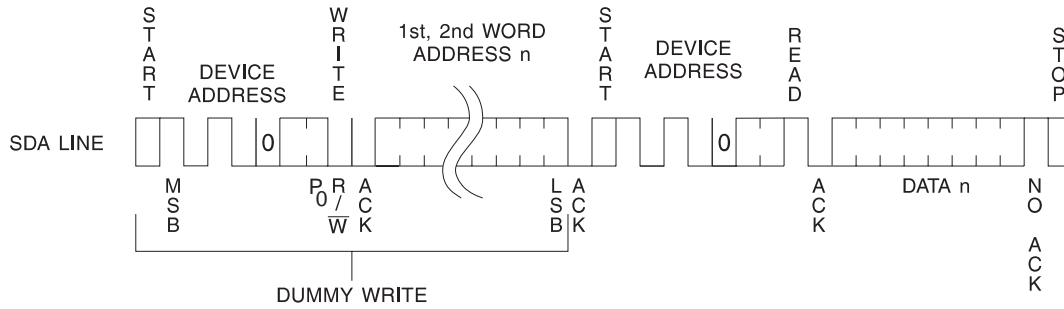 START
WRITE
1st, 2nd WORD
ADDRESS n
START
DEVICE
ADDRESS
READ
STOP
DEVICE
ADDRESS
SDA LINE
0
0
MSB
P0
R/W
ACK
LSB
ACK
ACK
DATA n
NO ACK
DUMMY WRITE